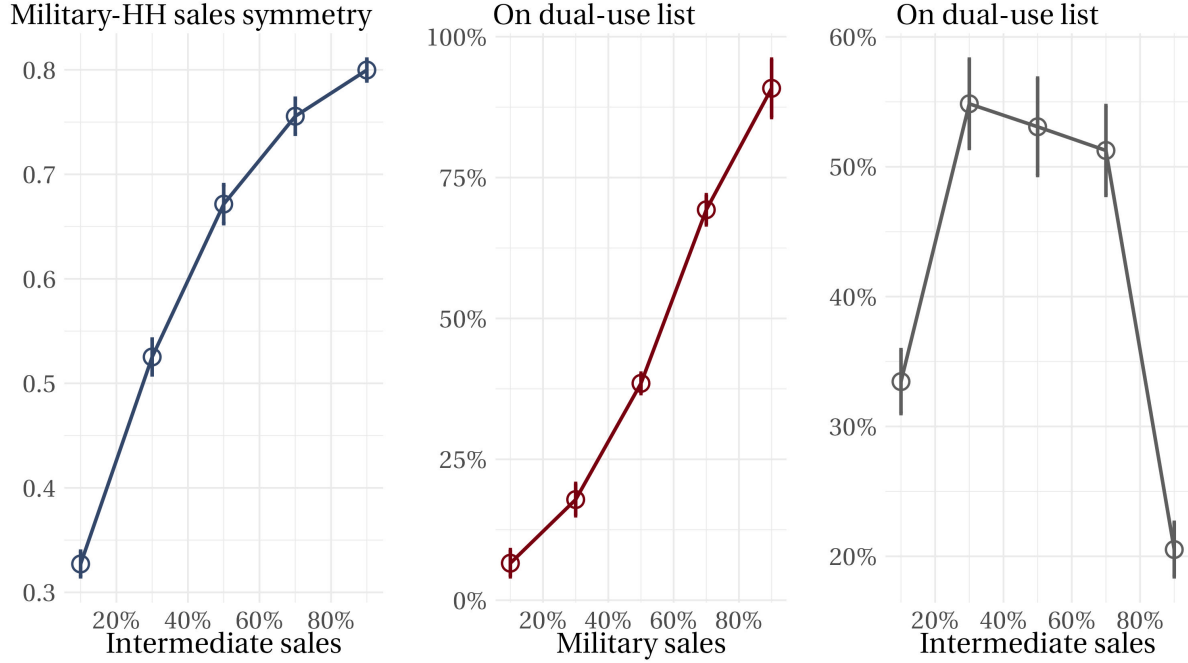 Military-HH sales symmetry
0.8
0.7
0.6
0.5
0.4
0.3
20% 40% 60% 80%
Intermediate sales
On dual-use list
100%
75%
50%
25%
0%
20% 40% 60% 80%
Military sales
On dual-use list
60%
50%
40%
30%
20%
20% 40% 60% 80%
Intermediate sales